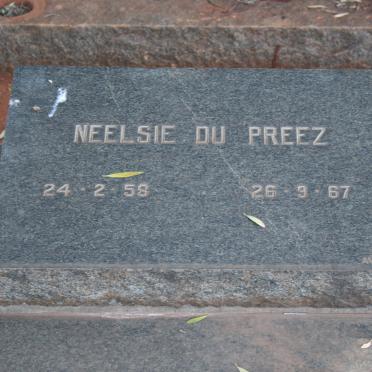 NEELSIE DU PREEZ
24 - 2 - 58 26 - 9 - 67